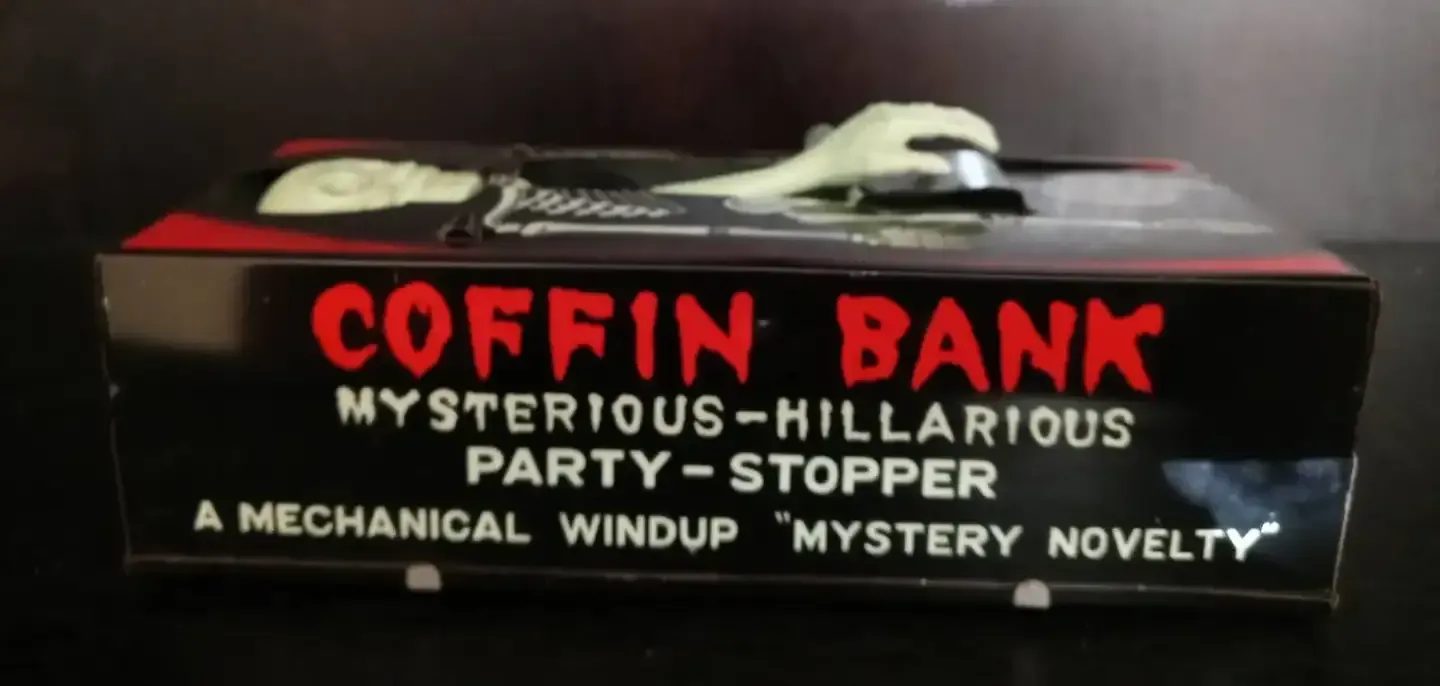 COFFIN BANK
MYSTERIOUS-HILLARIOUS
PARTY-STOPPER
A MECHANICAL WINDUP "MYSTERY NOVELTY"